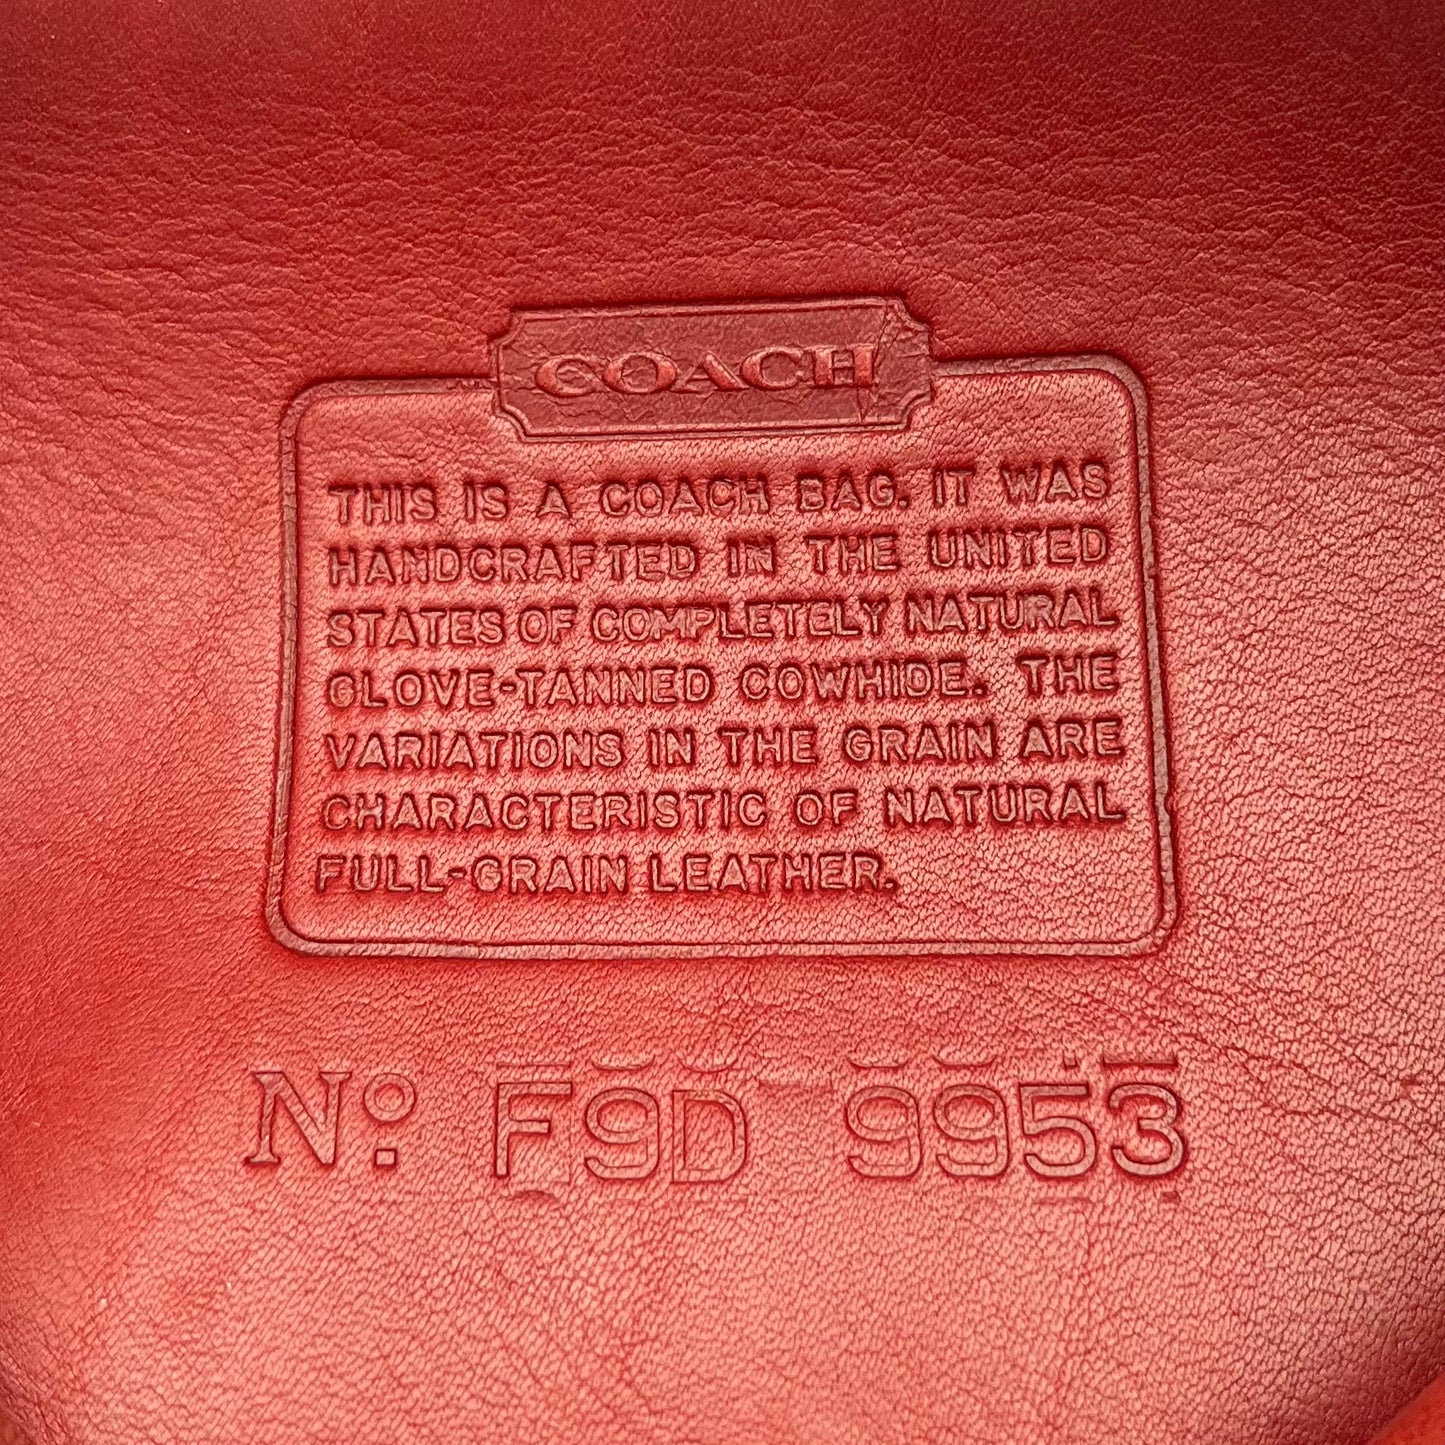 COACH
THIS IS A COACH BAG. IT WAS
HANDCRAFTED IN THE UNITED
STATES OF COMPLETELY NATURAL
GLOVE-TANNED COWHIDE. THE
VARIATIONS IN THE GRAIN ARE
CHARACTERISTIC OF NATURAL
FULL-GRAIN LEATHER.
Nº: F9D 9953